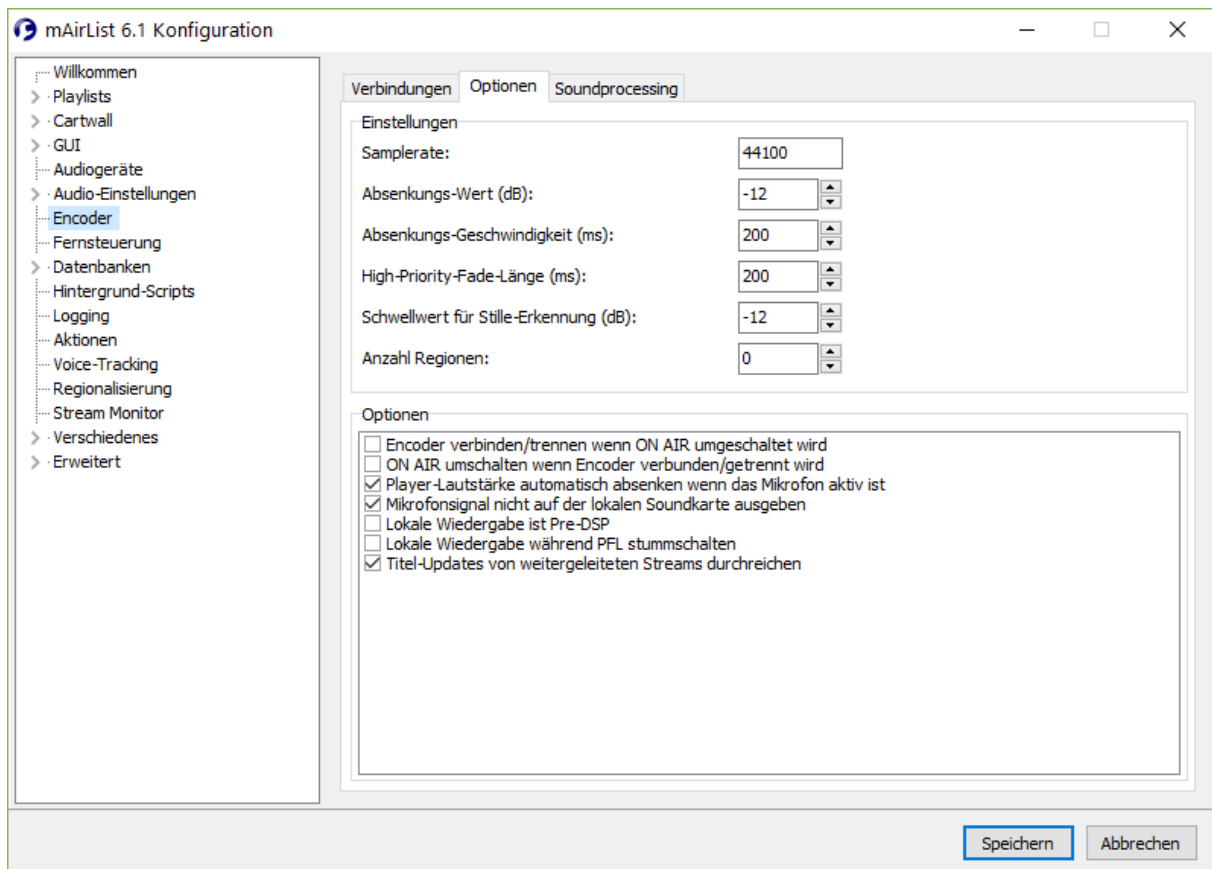 mAirList 6.1 Konfiguration
Willkommen
Playlists
Cartwall
GUI
Audiogeräte
Audio-Einstellungen
Encoder
Fernsteuerung
Datenbanken
Hintergrund-Scripts
Logging
Aktionen
Voice-Tracking
Regionalisierung
Stream Monitor
Verschiedenes
Erweitert
Verbindungen Optionen Soundprocessing
Einstellungen
Samplerate: 44100
Absenkungs-Wert (dB): -12
Absenkungs-Geschwindigkeit (ms): 200
High-Priority-Fade-Länge (ms): 200
Schwellwert für Stille-Erkennung (dB): -12
Anzahl Regionen: 0
Optionen
Encoder verbinden/trennen wenn ON AIR umgeschaltet wird
ON AIR umschalten wenn Encoder verbunden/getrennt wird
Player-Lautstärke automatisch absenken wenn das Mikrofon aktiv ist
Mikrofonsignal nicht auf der lokalen Soundkarte ausgeben
Lokale Wiedergabe ist Pre-DSP
Lokale Wiedergabe während PFL stummschalten
Titel-Updates von weitergeleiteten Streams durchreichen
Speichern Abbrechen